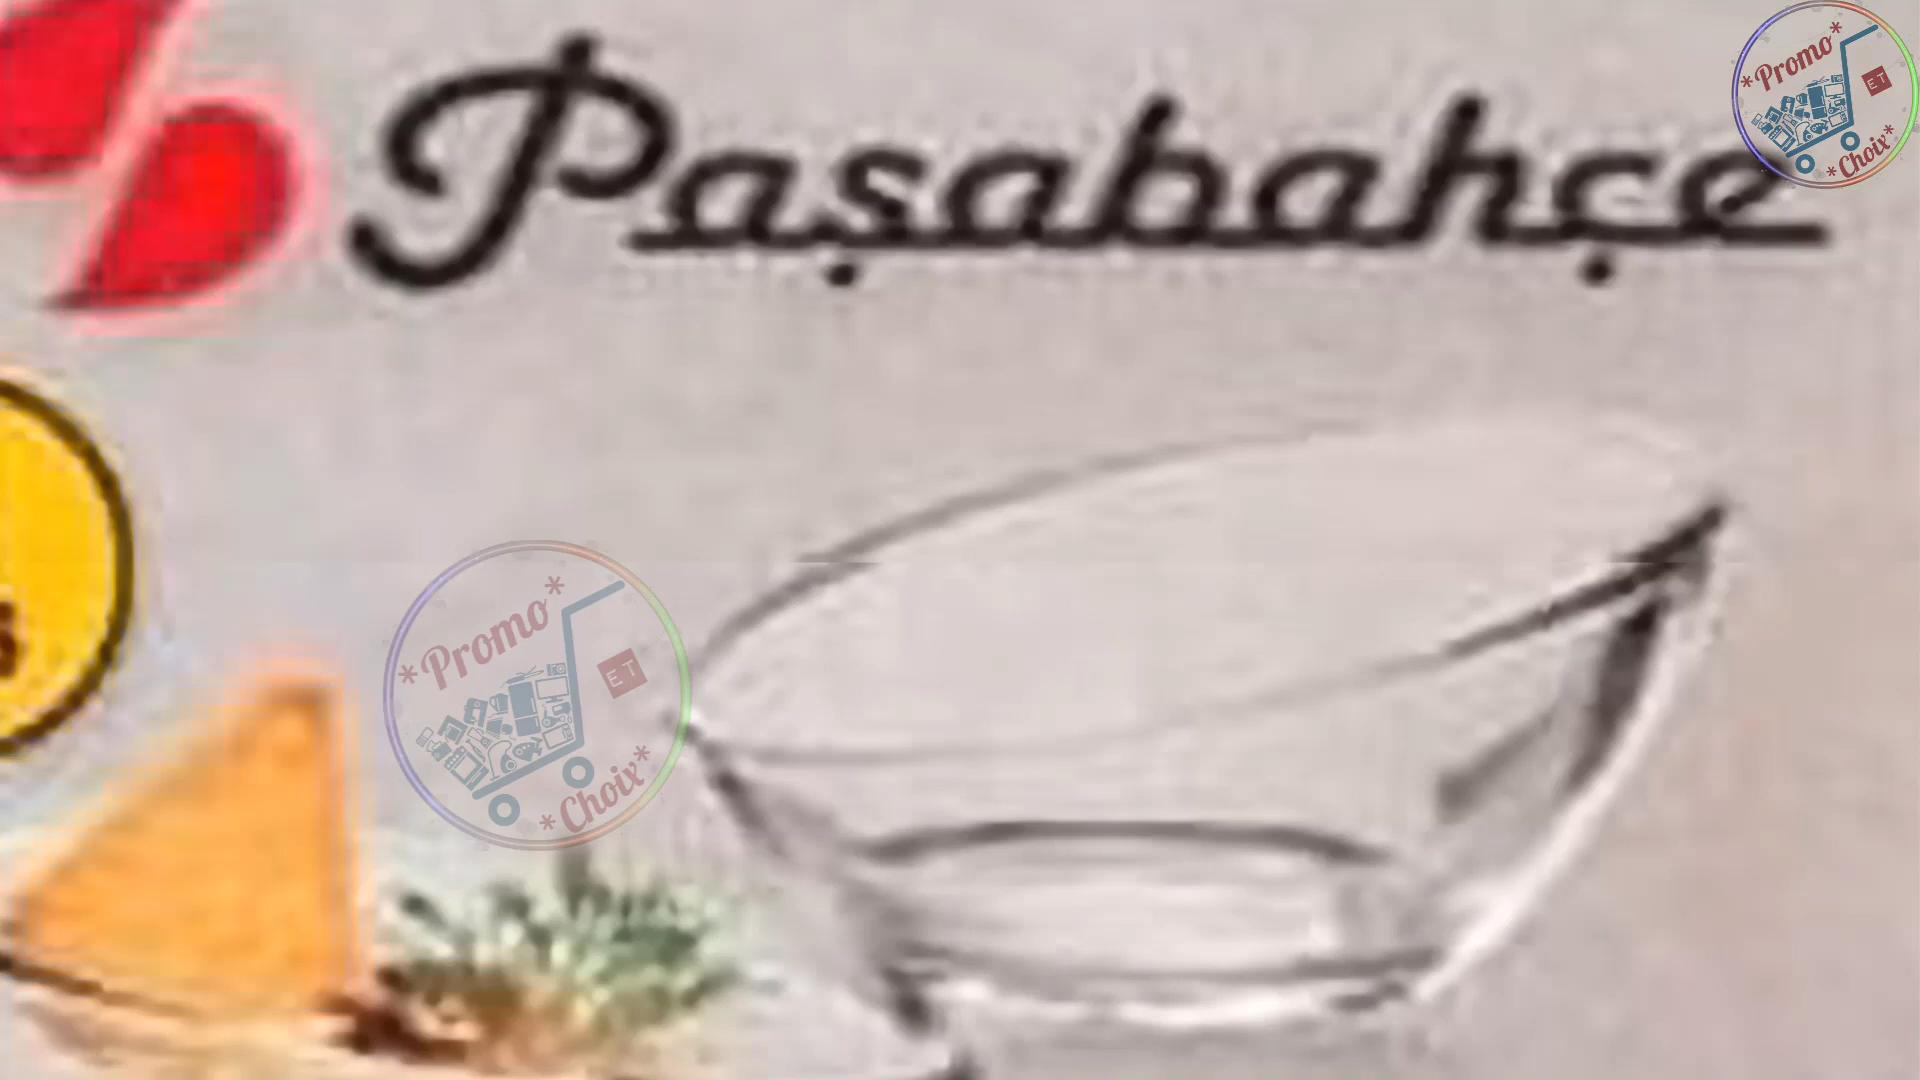 Paşabahçe
*Promo*
ET
*Choix*
*Promo*
ET
*Choix*